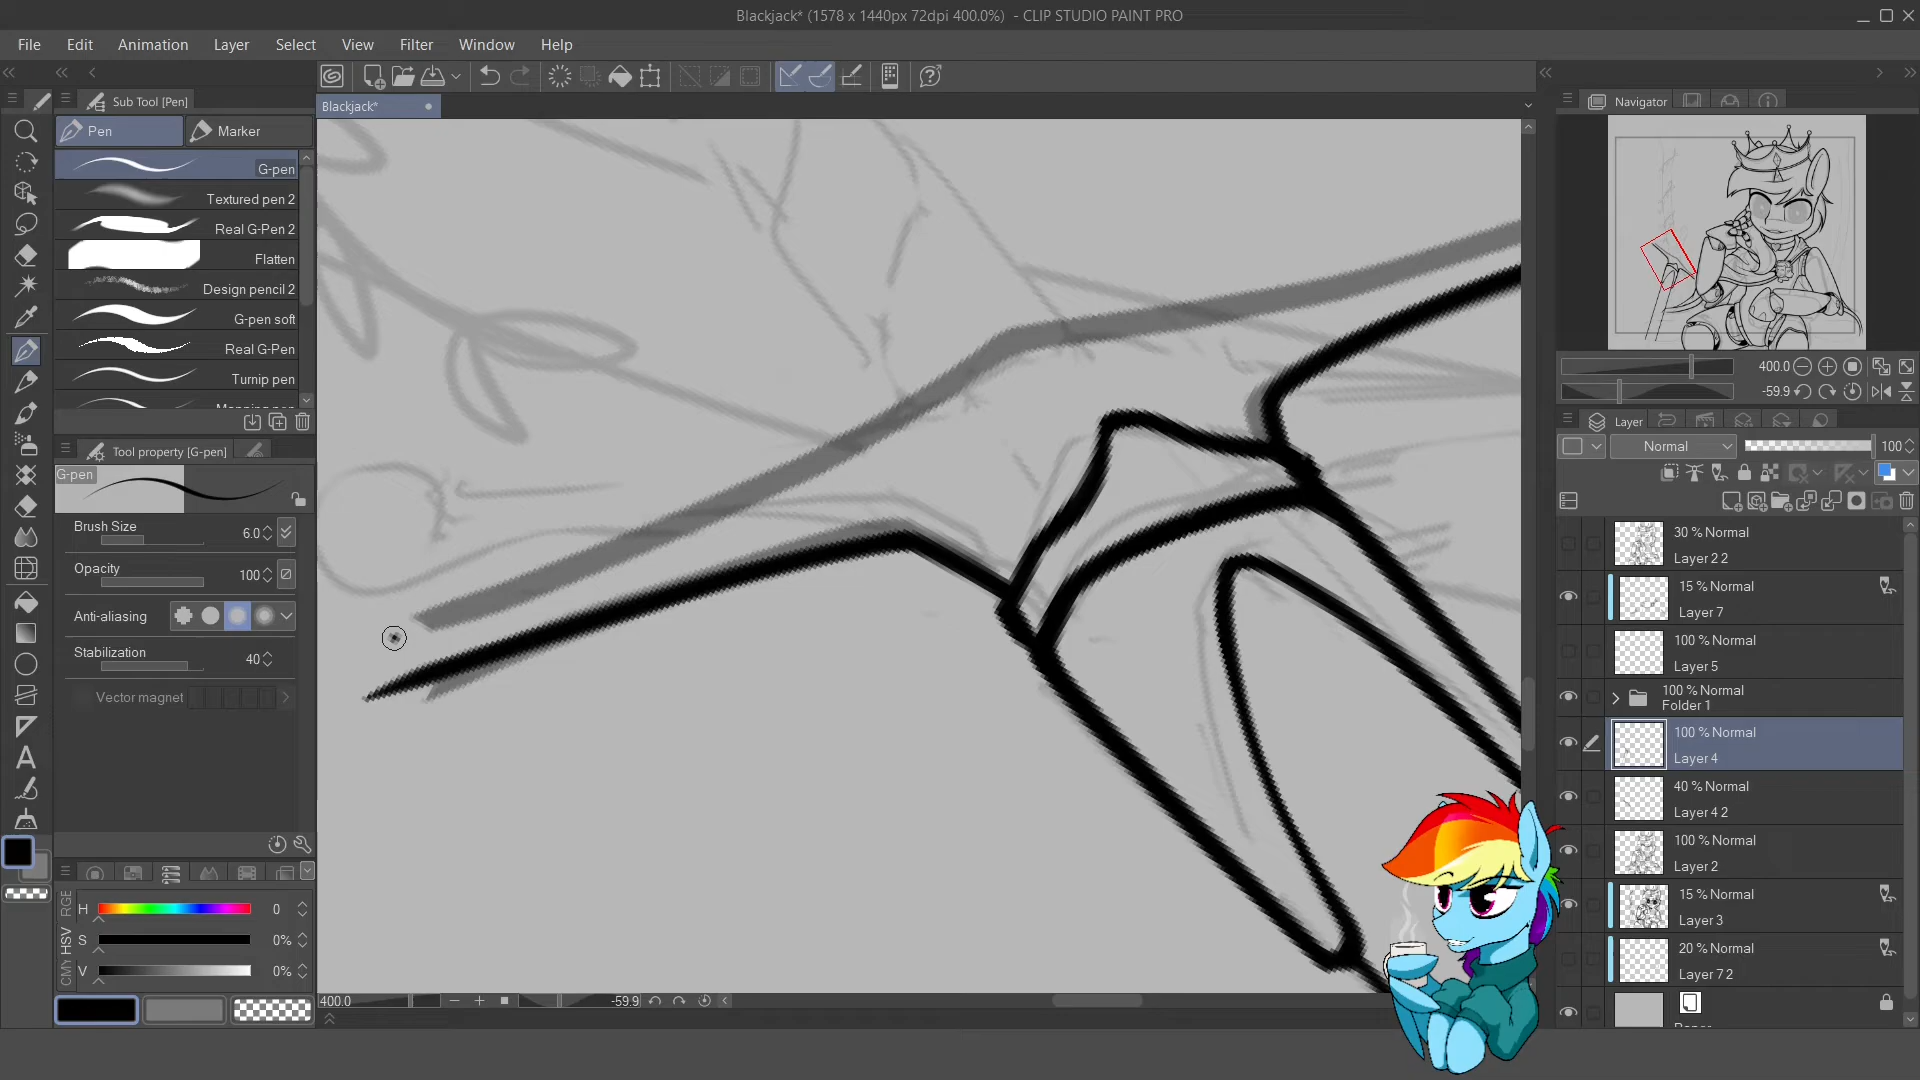 Blackjack* (1578 x 1440px 72dpi 400.0%)  - CLIP STUDIO PAINT PRO
File Edit Animation Layer Select View Filter Window Help
Sub Tool [Pen]
Blackjack*
Navigator
Pen Marker
G-pen
Textured pen 2
Real G-Pen 2
Flatten
Design pencil 2
G-pen soft
Real G-Pen
Turnip pen
Tool property [G-pen]
G-pen
Brush Size 6.0
Opacity 100
Anti-aliasing
Stabilization 40
Vector magnet
RGB
HSV
CMY
H 0
S 0%
V 0%
400.0 -59.9
400.0
-59.9
Layer
Normal 100
30 % Normal
Layer 2 2
15 % Normal
Layer 7
100 % Normal
Layer 5
100 % Normal
Folder 1
100 % Normal
Layer 4
40 % Normal
Layer 4 2
100 % Normal
Layer 2
15 % Normal
Layer 3
20 % Normal
Layer 7 2